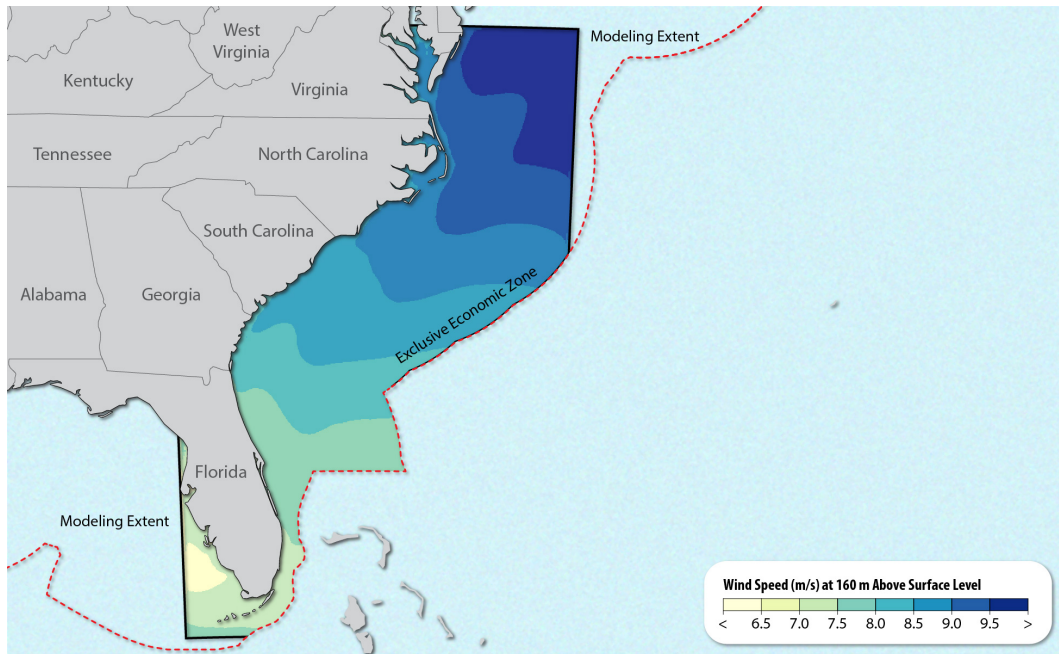 West
Virginia
Modeling Extent
Kentucky
Virginia
Tennessee
North Carolina
South Carolina
Alabama
Georgia
Exclusive Economic Zone
Florida
Modeling Extent
Wind Speed (m/s) at 160 m Above Surface Level
< 6.5 7.0 7.5 8.0 8.5 9.0 9.5 >